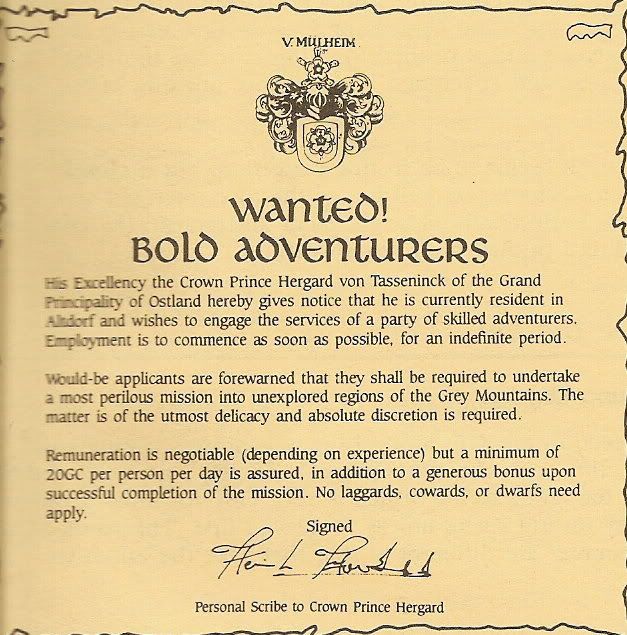 V. MÜLHEIM.
WANTED!
BOLD ADVENTURERS
His Excellency the Crown Prince Hergard von Tasseninck of the Grand
Principality of Ostland hereby gives notice that he is currently resident in
Altdorf and wishes to engage the services of a party of skilled adventurers.
Employment is to commence as soon as possible, for an indefinite period.
Would-be applicants are forewarned that they shall be required to undertake
a most perilous mission into unexplored regions of the Grey Mountains. The
matter is of the utmost delicacy and absolute discretion is required.
Remuneration is negotiable (depending on experience) but a minimum of
20GC per person per day is assured, in addition to a generous bonus upon
successful completion of the mission. No laggards, cowards, or dwarfs need
apply.
Signed
Personal Scribe to Crown Prince Hergard